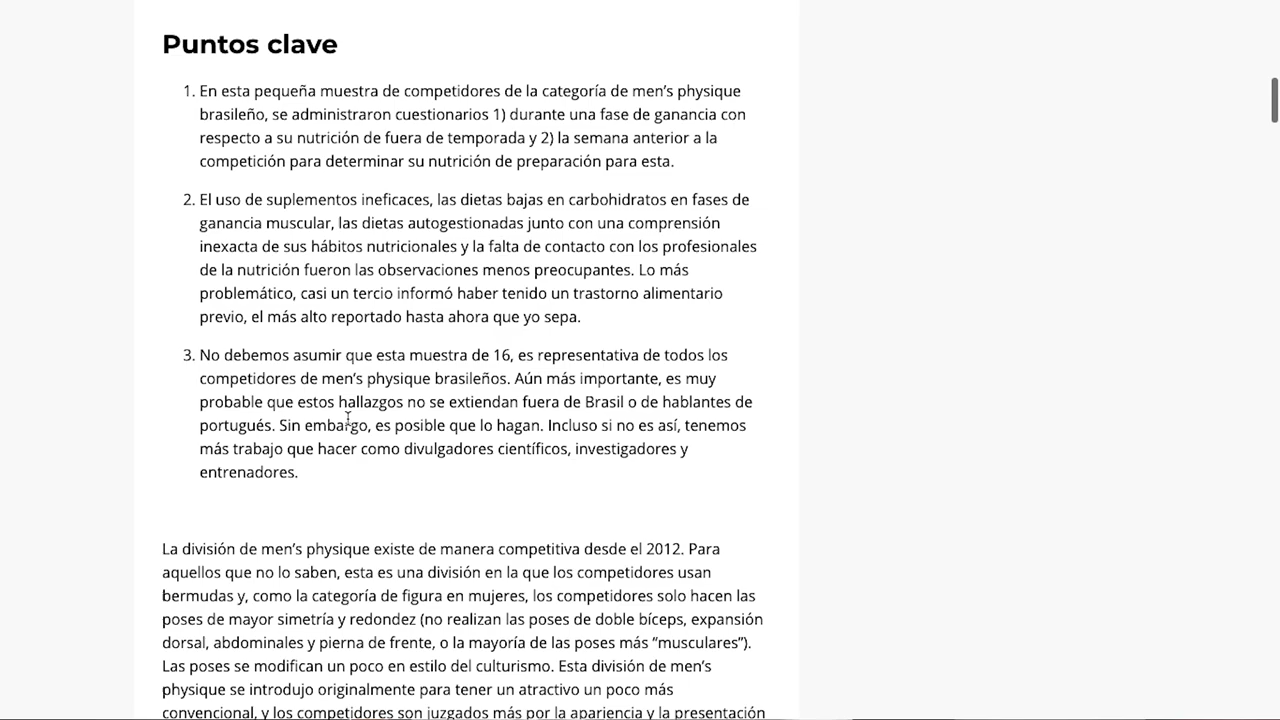 Puntos clave
1. En esta pequeña muestra de competidores de la categoría de men’s physique
brasileño, se administraron cuestionarios 1) durante una fase de ganancia con
respecto a su nutrición de fuera de temporada y 2) la semana anterior a la
competición para determinar su nutrición de preparación para esta.
2. El uso de suplementos ineficaces, las dietas bajas en carbohidratos en fases de
ganancia muscular, las dietas autogestionadas junto con una comprensión
inexacta de sus hábitos nutricionales y la falta de contacto con los profesionales
de la nutrición fueron las observaciones menos preocupantes. Lo más
problemático, casi un tercio informó haber tenido un trastorno alimentario
previo, el más alto reportado hasta ahora que yo sepa.
3. No debemos asumir que esta muestra de 16, es representativa de todos los
competidores de men’s physique brasileños. Aún más importante, es muy
probable que estos hallazgos no se extiendan fuera de Brasil o de hablantes de
portugués. Sin embargo, es posible que lo hagan. Incluso si no es así, tenemos
más trabajo que hacer como divulgadores científicos, investigadores y
entrenadores.
La división de men’s physique existe de manera competitiva desde el 2012. Para
aquellos que no lo saben, esta es una división en la que los competidores usan
bermudas y, como la categoría de figura en mujeres, los competidores solo hacen las
poses de mayor simetría y redondez (no realizan las poses de doble bíceps, expansión
dorsal, abdominales y pierna de frente, o la mayoría de las poses más “musculares”).
Las poses se modifican un poco en estilo del culturismo. Esta división de men’s
physique se introdujo originalmente para tener un atractivo un poco más
convencional, y los competidores son juzgados más por la apariencia y la presentación